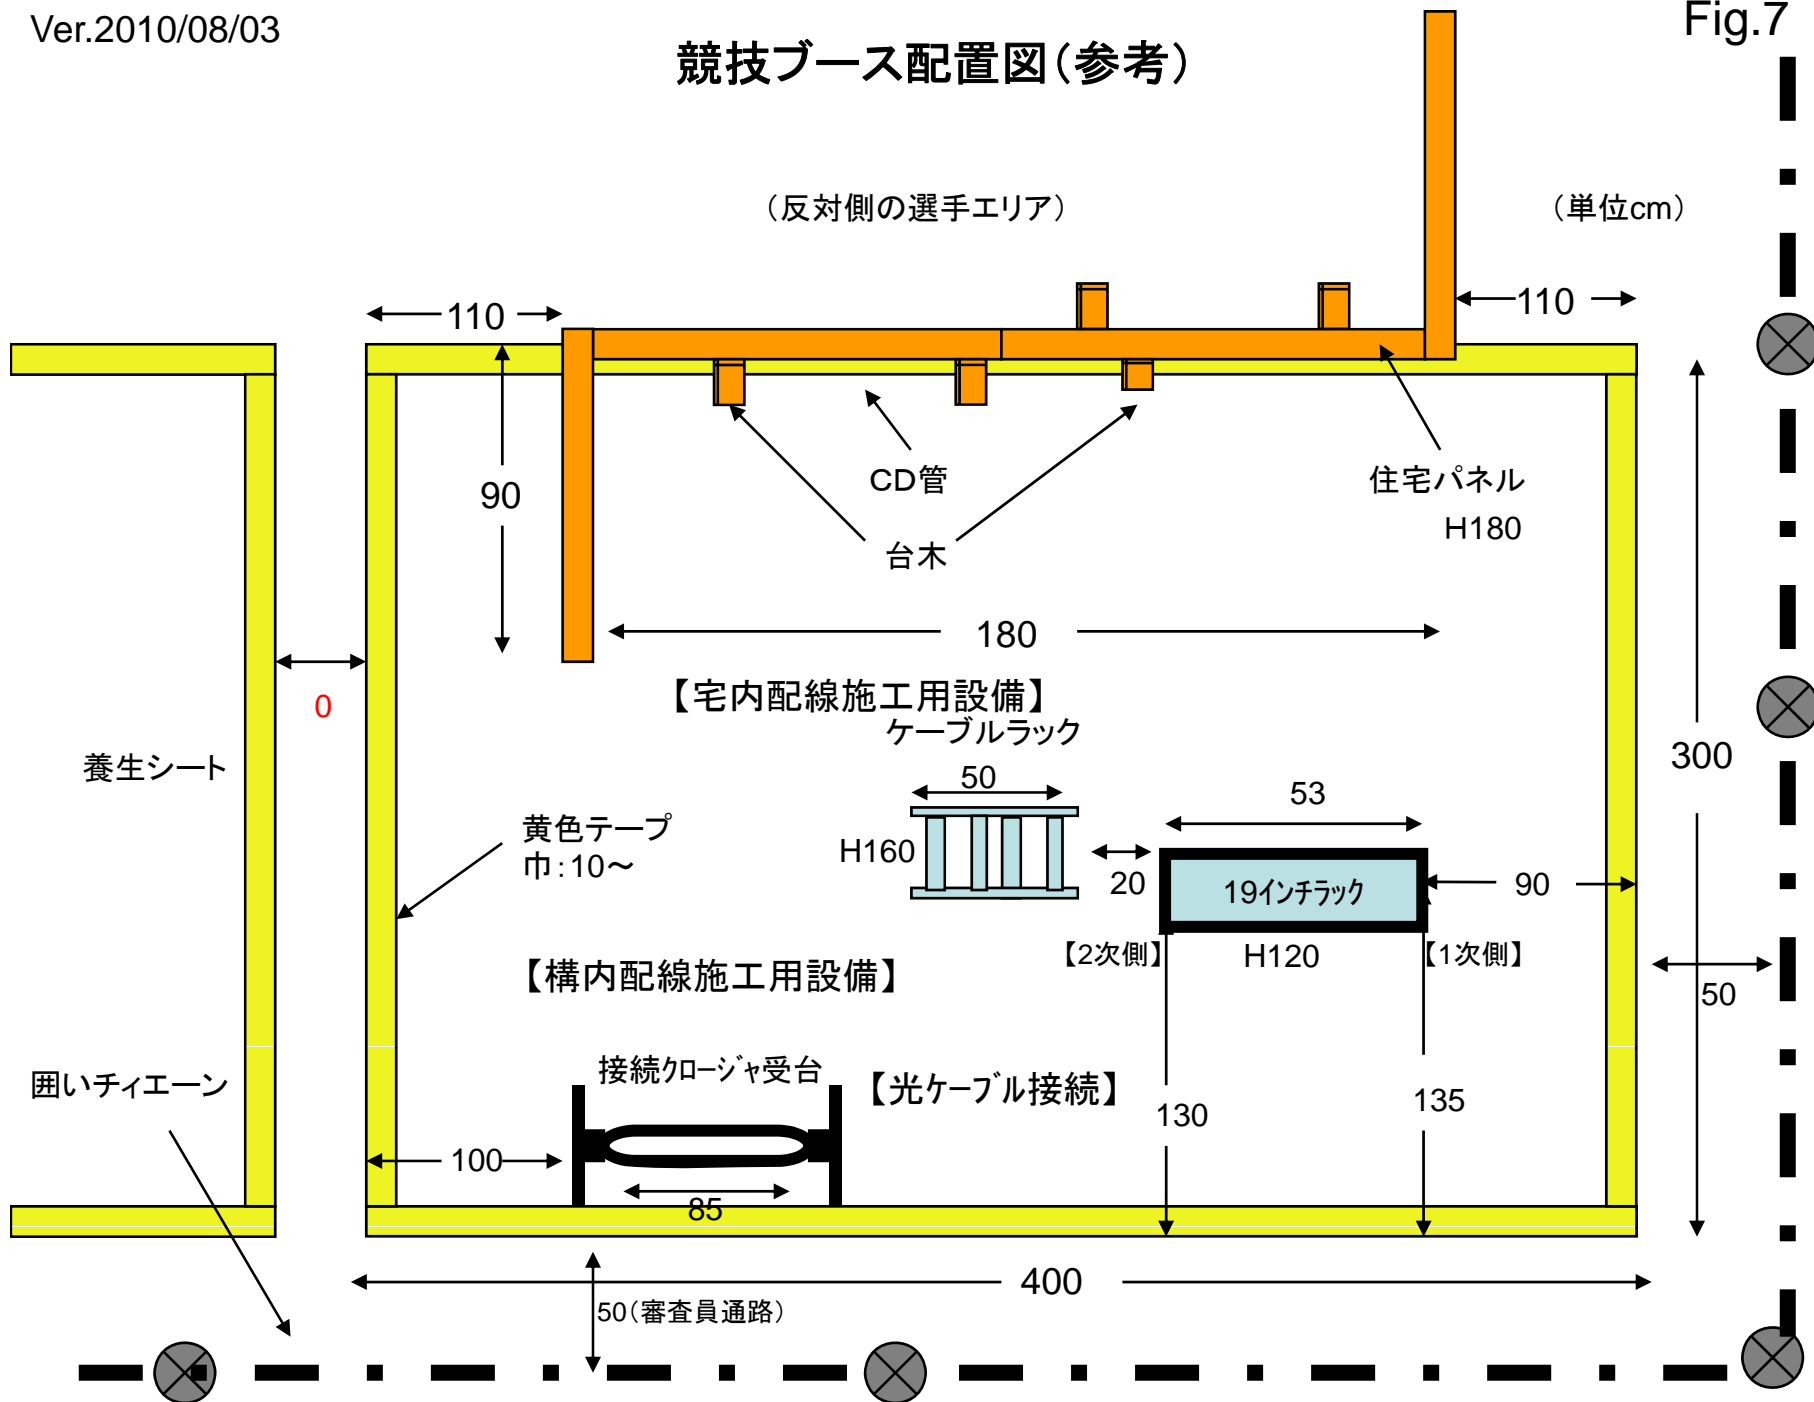 Ver.2010/08/03
Fig.7
競技ブース配置図(参考)
(反対側の選手エリア)
(単位cm)
110
110
90
CD管
住宅パネル
H180
台木
180
【宅内配線施工用設備】
0
ケーブルラック
養生シート
300
50
53
黄色テープ
巾:10~
H160
20
19インチラック
90
【2次側】
H120
【1次側】
【構内配線施工用設備】
50
接続クロージャ受台
【光ケーブル接続】
囲いチィエーン
130
135
100
85
400
50(審査員通路)